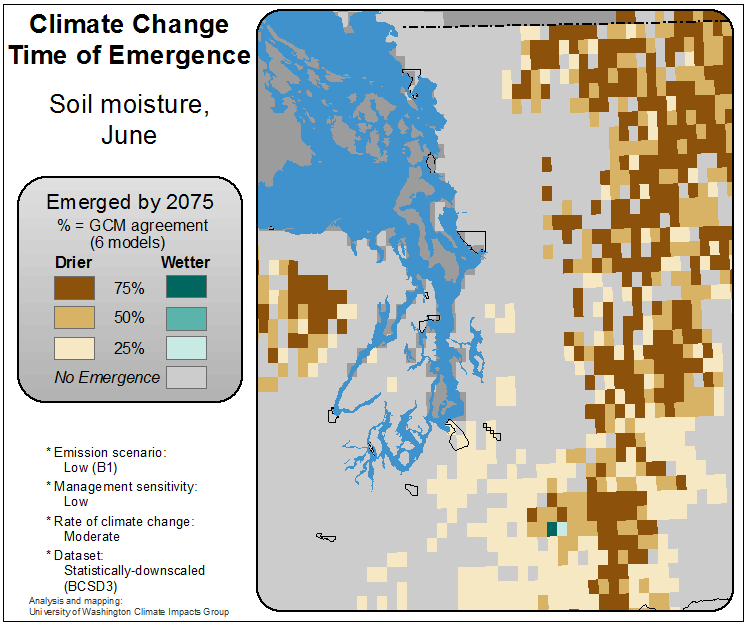 Climate Change
Time of Emergence
Soil moisture,
June
Emerged by 2075
% = GCM agreement
(6 models)
Drier Wetter
75%
50%
25%
No Emergence
* Emission scenario:
Low (B1)
* Management sensitivity:
Low
* Rate of climate change:
Moderate
* Dataset:
Statistically-downscaled
(BCSD3)
Analysis and mapping:
University of Washington Climate Impacts Group